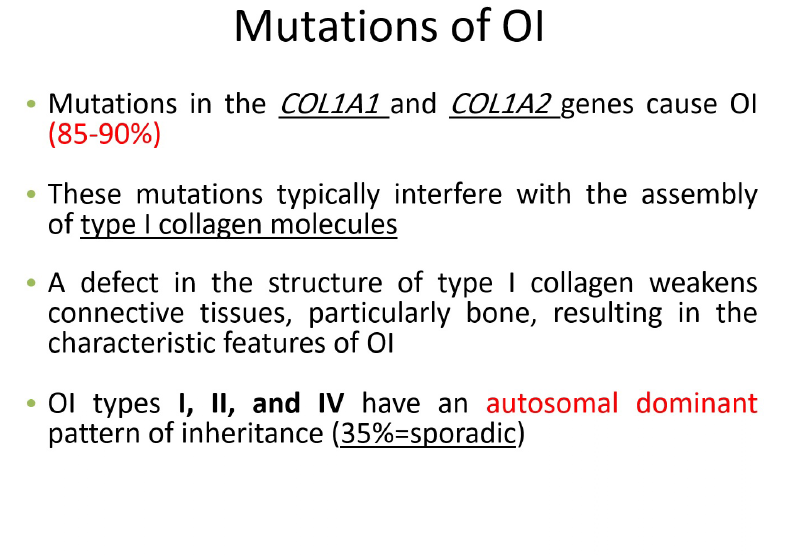 Mutations of OI
• Mutations in the COL1A1 and COL1A2 genes cause OI
(85-90%)
• These mutations typically interfere with the assembly
of type I collagen molecules
• A defect in the structure of type I collagen weakens
connective tissues, particularly bone, resulting in the
characteristic features of OI
• OI types I, II, and IV have an autosomal dominant
pattern of inheritance (35%=sporadic)